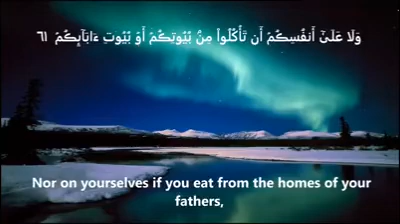 وَلَا عَلَىٰٓ أَنفُسِكُمْ أَن تَأْكُلُوا۟ مِنۢ بُيُوتِكُمْ أَوْ بُيُوتِ ءَابَآئِكُمْ ٦١
Nor on yourselves if you eat from the homes of your
fathers,